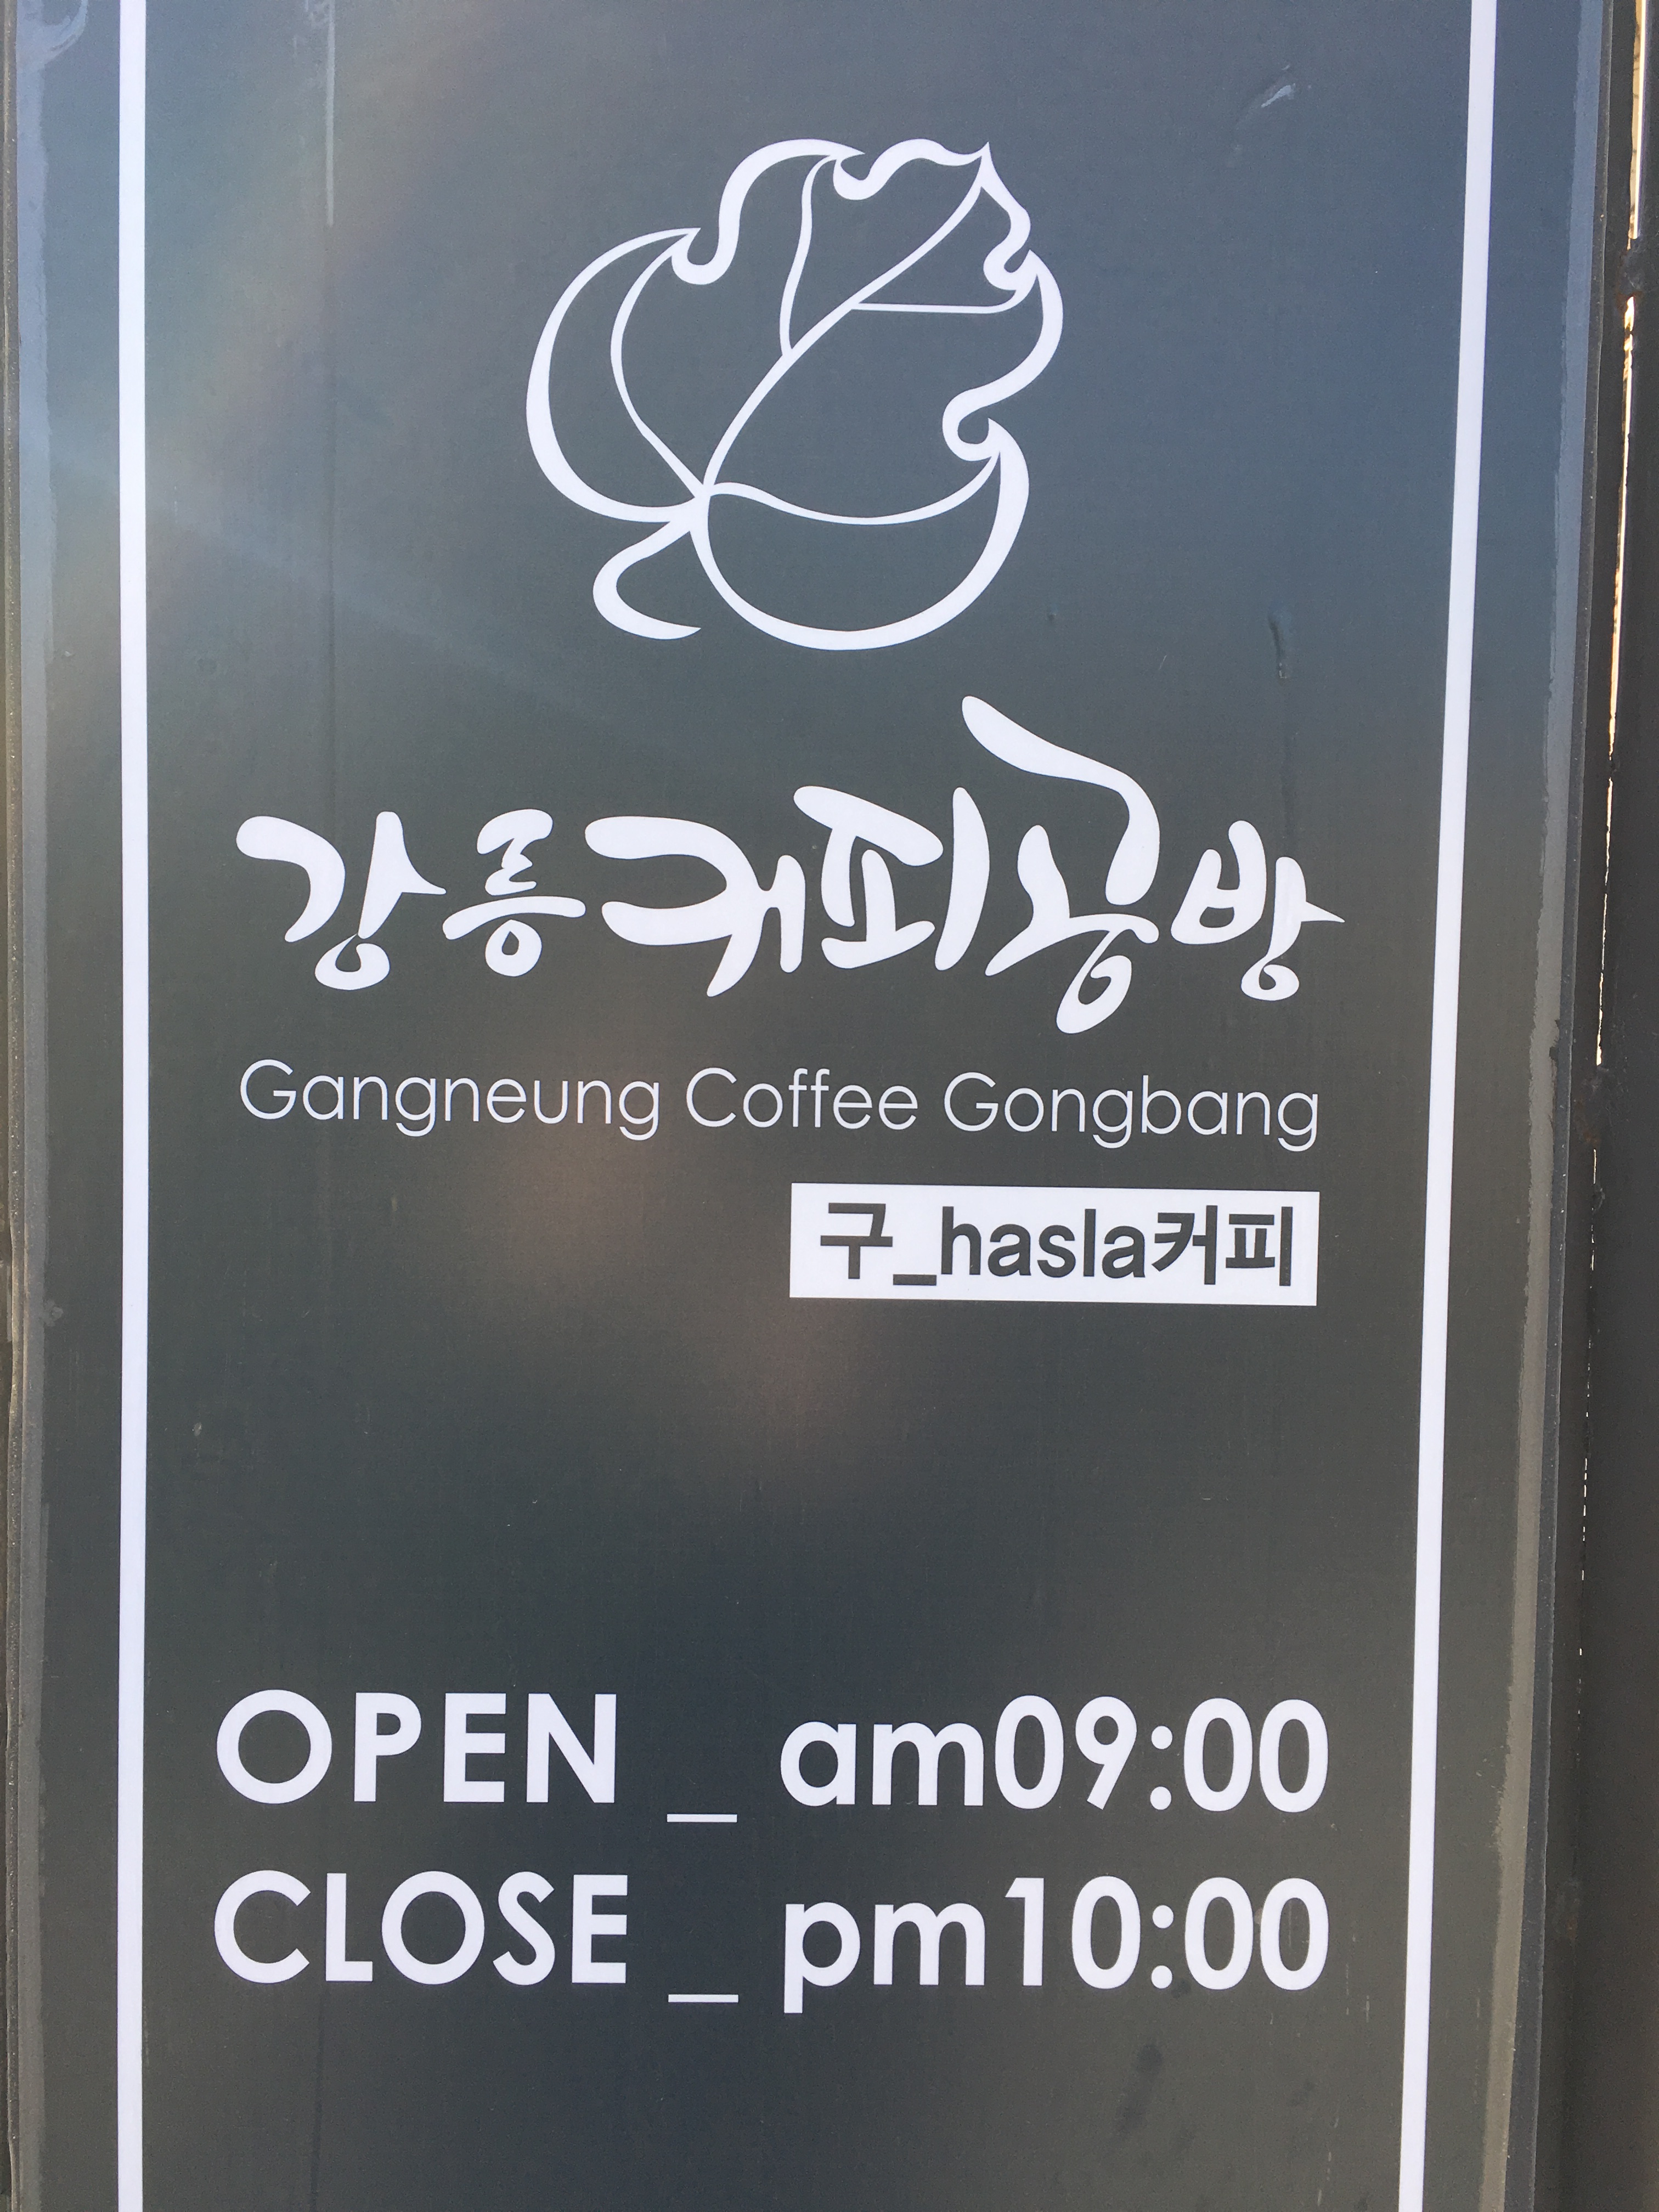 강릉커피공방
Gangneung Coffee Gongbang
구_hasla커피
OPEN _ am09:00
CLOSE _ pm10:00